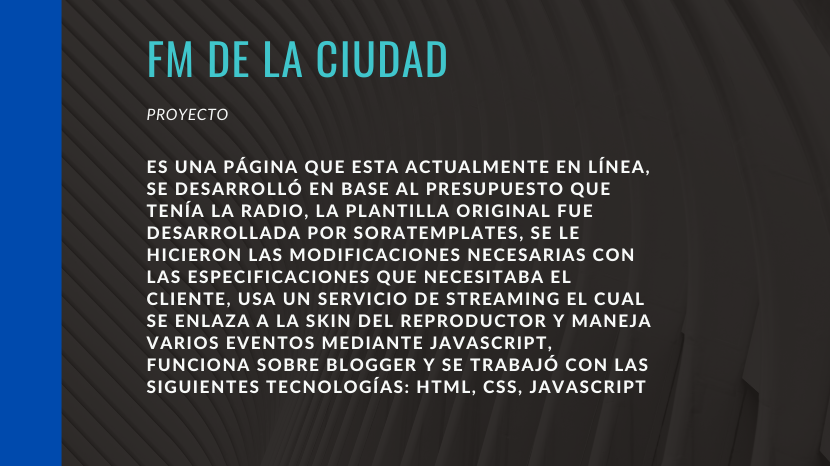 FM DE LA CIUDAD
PROYECTO
ES UNA PÁGINA QUE ESTA ACTUALMENTE EN LÍNEA,
SE DESARROLLÓ EN BASE AL PRESUPUESTO QUE
TENÍA LA RADIO, LA PLANTILLA ORIGINAL FUE
DESARROLLADA POR SORATEMPLATES, SE LE
HICIERON LAS MODIFICACIONES NECESARIAS CON
LAS ESPECIFICACIONES QUE NECESITABA EL
CLIENTE, USA UN SERVICIO DE STREAMING EL CUAL
SE ENLAZA A LA SKIN DEL REPRODUCTOR Y MANEJA
VARIOS EVENTOS MEDIANTE JAVASCRIPT,
FUNCIONA SOBRE BLOGGER Y SE TRABAJÓ CON LAS
SIGUIENTES TECNOLOGÍAS: HTML, CSS, JAVASCRIPT